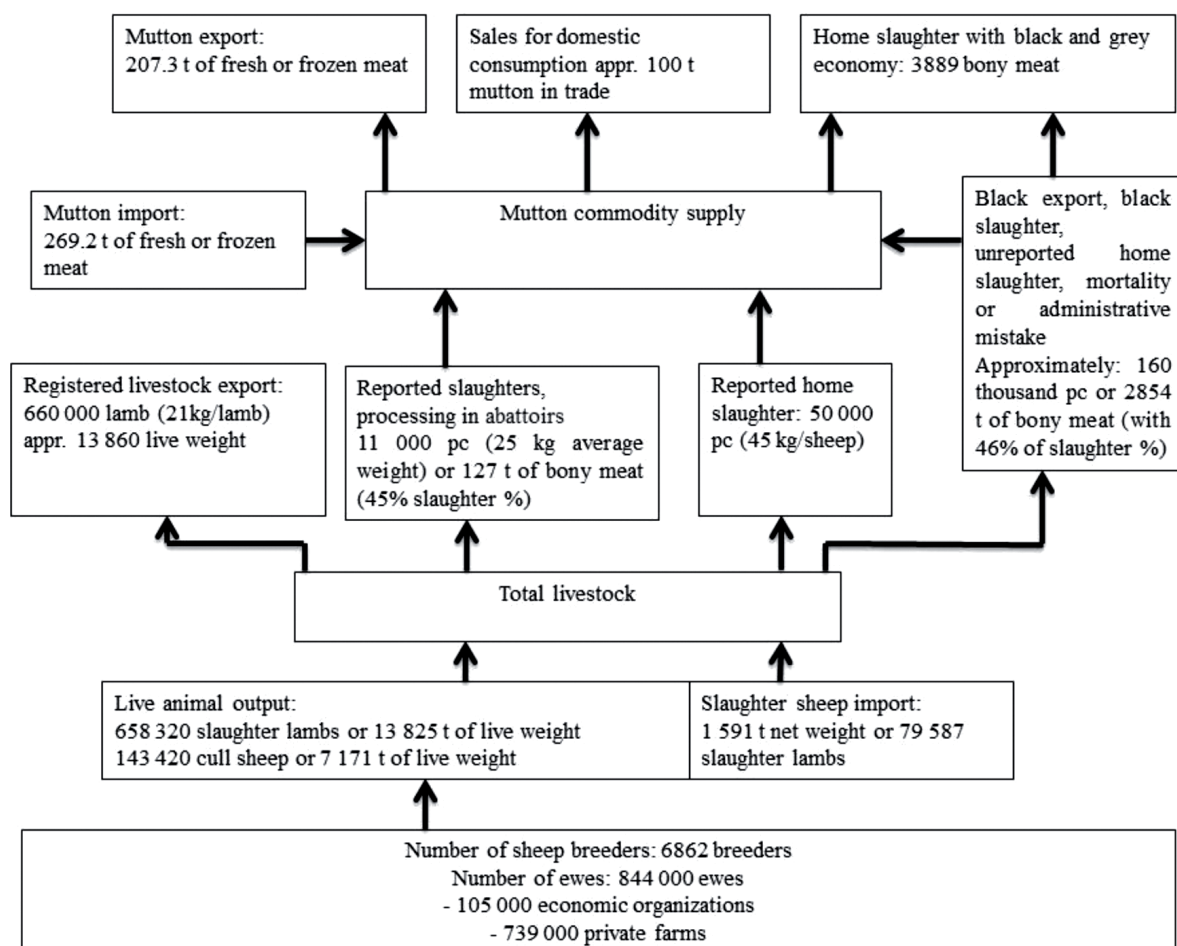 Mutton export:
207.3 t of fresh or frozen meat
Sales for domestic
consumption appr. 100 t
mutton in trade
Home slaughter with black and grey
economy: 3889 bony meat
Mutton import:
269.2 t of fresh or frozen
meat
Mutton commodity supply
Black export, black
slaughter,
unreported home
slaughter, mortality
or administrative
mistake
Approximately: 160
thousand pc or 2854
t of bony meat (with
46% of slaughter %)
Registered livestock export:
660 000 lamb (21kg/lamb)
appr. 13 860 live weight
Reported slaughters,
processing in abattoirs
11 000 pc (25 kg average
weight) or 127 t of bony meat
(45% slaughter %)
Reported home
slaughter: 50 000
pc (45 kg/sheep)
Total livestock
Live animal output:
658 320 slaughter lambs or 13 825 t of live weight
143 420 cull sheep or 7 171 t of live weight
Slaughter sheep import:
1 591 t net weight or 79 587
slaughter lambs
Number of sheep breeders: 6862 breeders
Number of ewes: 844 000 ewes
- 105 000 economic organizations
- 739 000 private farms